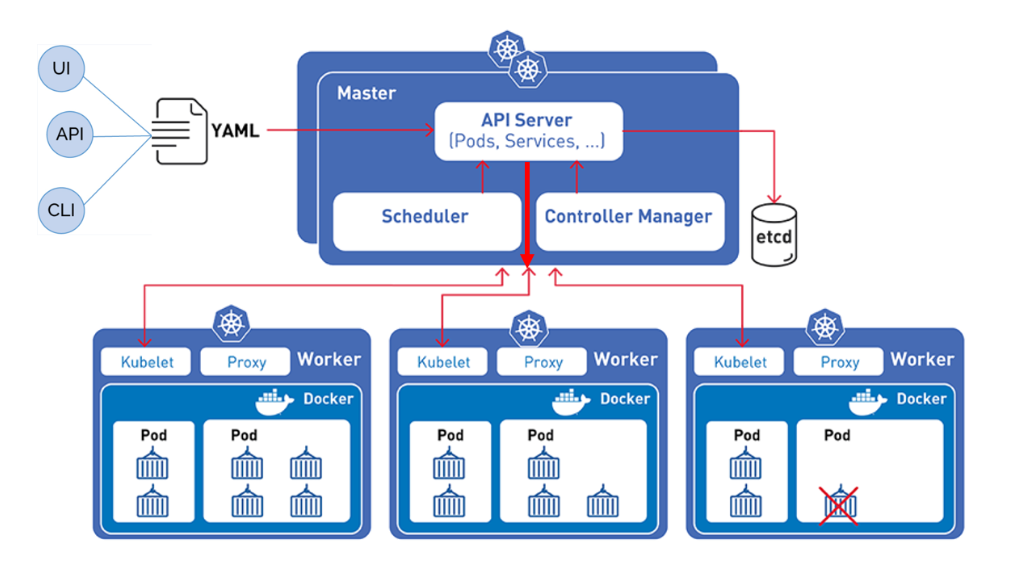 UI
API
CLI
YAML
Master
API Server
(Pods, Services, ...)
Scheduler
Controller Manager
etcd
Kubelet
Proxy
Worker
Docker
Pod
Pod
Kubelet
Proxy
Worker
Docker
Pod
Pod
Kubelet
Proxy
Worker
Docker
Pod
Pod